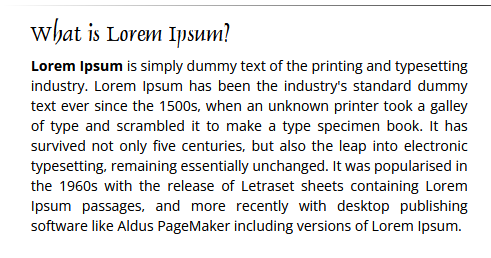 What is Lorem Ipsum?
Lorem Ipsum is simply dummy text of the printing and typesetting
industry. Lorem Ipsum has been the industry's standard dummy
text ever since the 1500s, when an unknown printer took a galley
of type and scrambled it to make a type specimen book. It has
survived not only five centuries, but also the leap into electronic
typesetting, remaining essentially unchanged. It was popularised in
the 1960s with the release of Letraset sheets containing Lorem
Ipsum passages, and more recently with desktop publishing
software like Aldus PageMaker including versions of Lorem Ipsum.